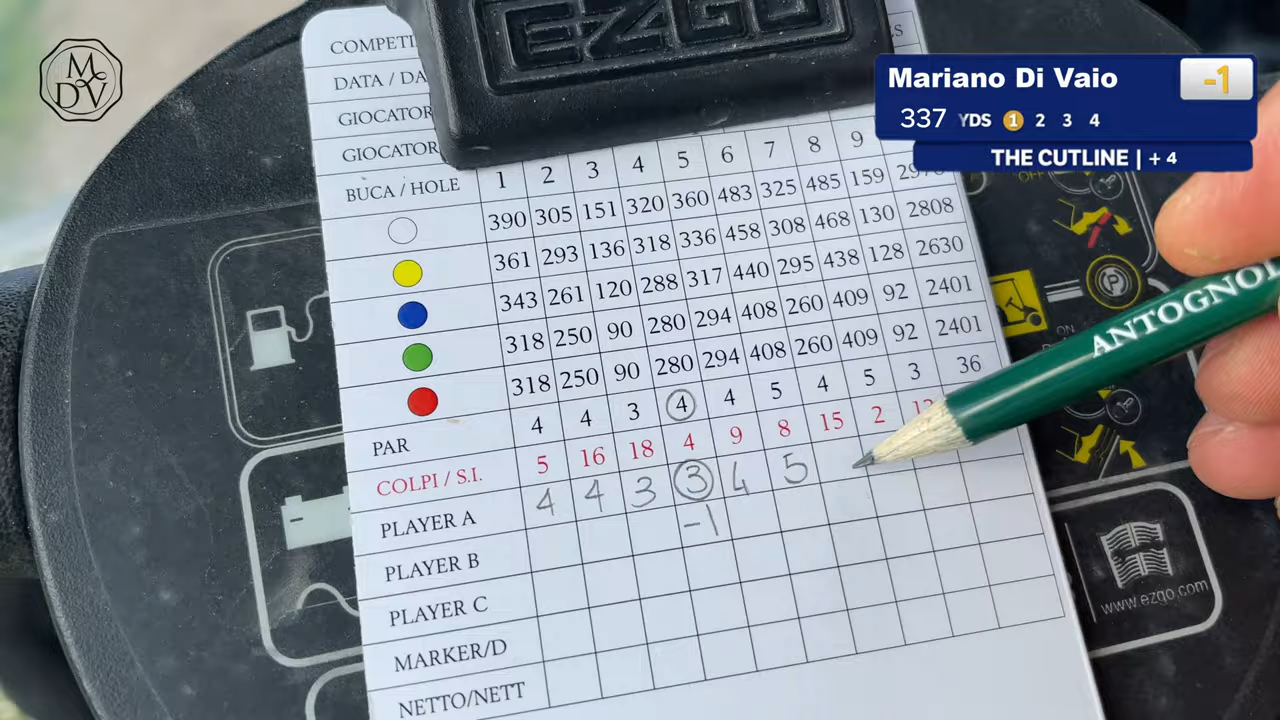 M
DV
EZGO
Mariano Di Vaio -1
337 YDS 1 2 3 4
THE CUTLINE | + 4
DATA / DA
GIOCATOR
GIOCATOR
BUCA / HOLE 1 2 3 4 5 6 7 8 9
390 305 151 320 360 483 325 485 159
361 293 136 318 336 458 308 468 130 2808
343 261 120 288 317 440 295 438 128 2630
318 250 90 280 294 408 260 409 92 2401
318 250 90 280 294 408 260 409 92 2401
PAR 4 4 3 4 4 5 4 5 3 36
COLPI / S.I. 5 16 18 4 9 8 15 2
PLAYER A 4 4 3 3 4 5
-1
PLAYER B
PLAYER C
MARKER/D
NETTO/NETT
ANTOGNOL
OFF
ON
P
www.ezgo.com